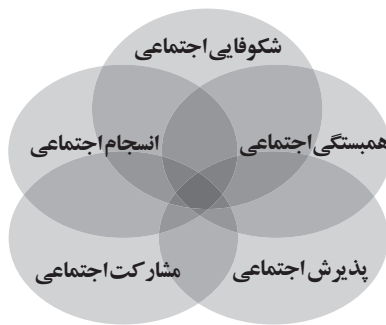 شکوفایی اجتماعی
همبستگی اجتماعی
انسجام اجتماعی
پذیرش اجتماعی
مشارکت اجتماعی